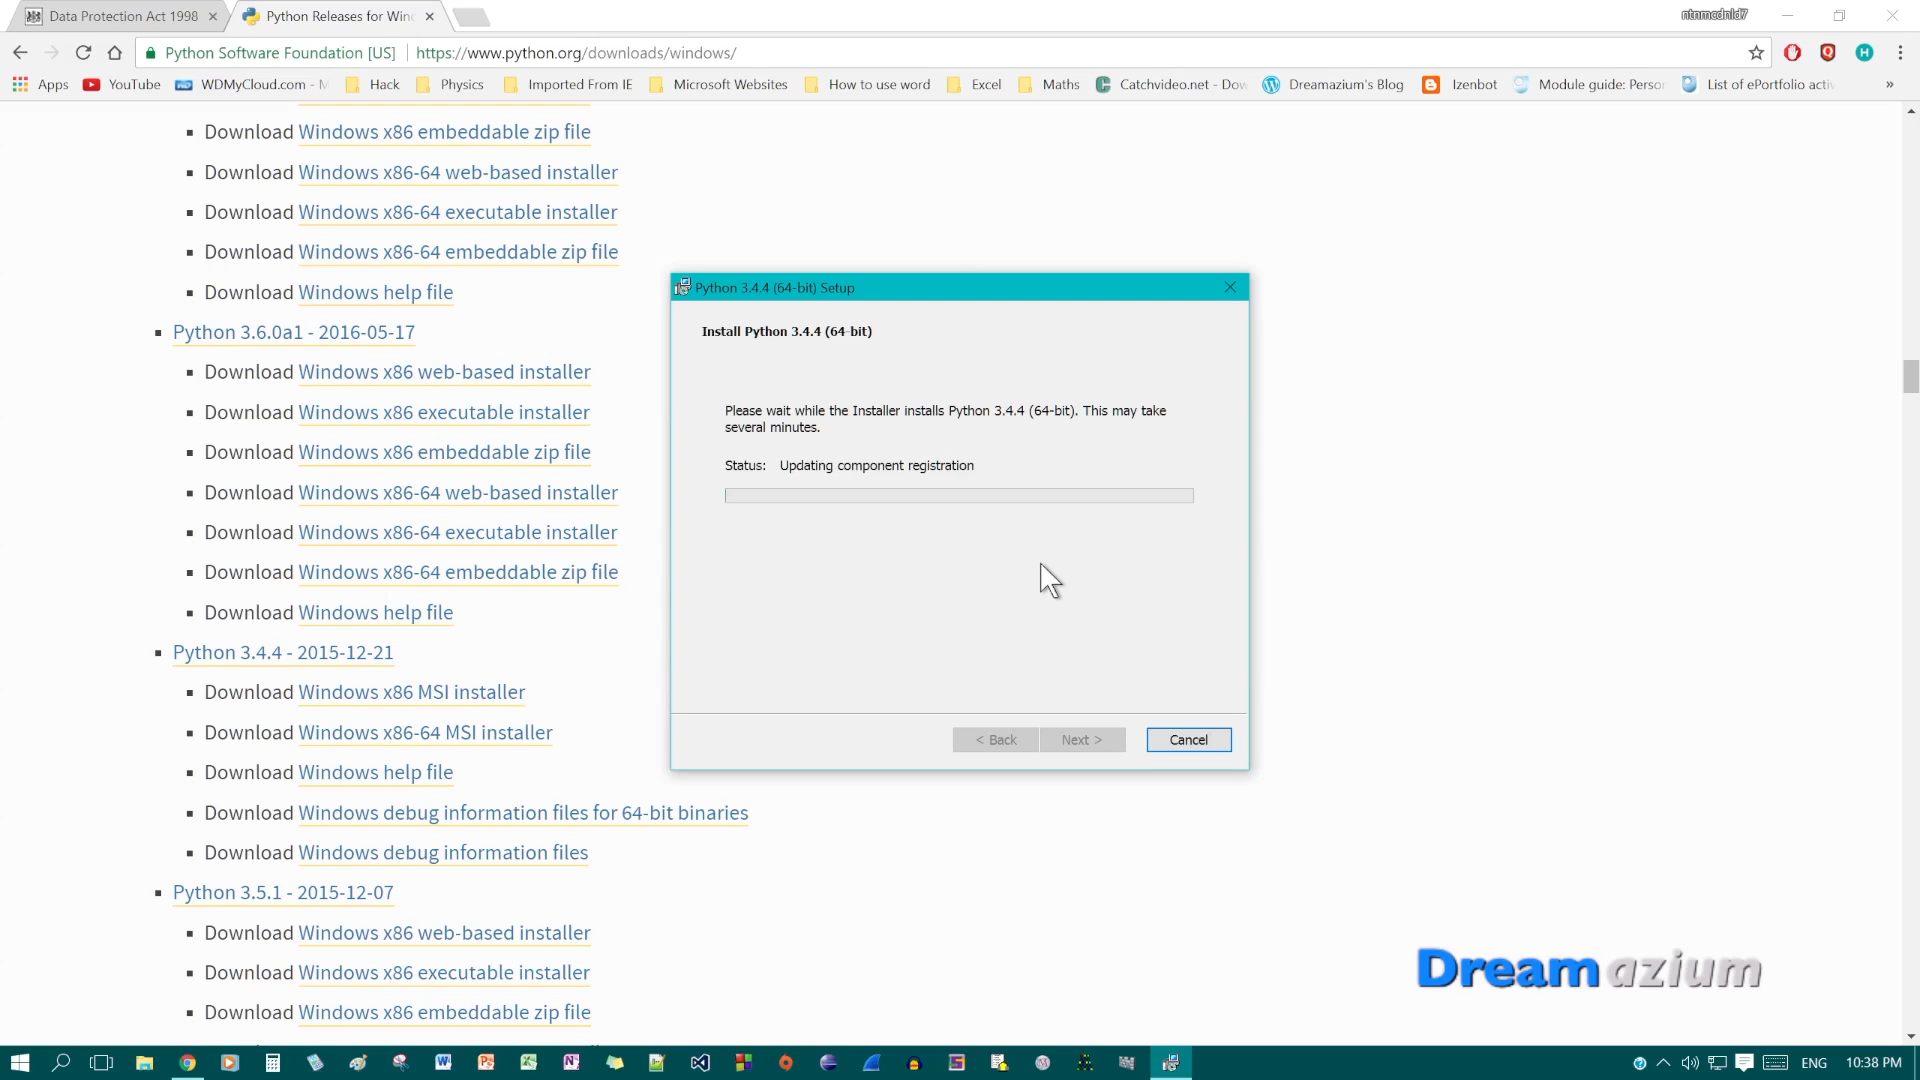 Data Protection Act 1998
Python Releases for Win
ntnmcdnld7
Python Software Foundation [US]
https://www.python.org/downloads/windows/
Apps
YouTube
WDMyCloud.com - M
Hack
Physics
Imported From IE
Microsoft Websites
How to use word
Excel
Maths
Catchvideo.net - Dow
Dreamazium's Blog
Izenbot
Module guide: Perso
List of ePortfolio activ
»
Download Windows x86 embeddable zip file
Download Windows x86-64 web-based installer
Download Windows x86-64 executable installer
Download Windows x86-64 embeddable zip file
Download Windows help file
Python 3.6.0a1 - 2016-05-17
Download Windows x86 web-based installer
Download Windows x86 executable installer
Download Windows x86 embeddable zip file
Download Windows x86-64 web-based installer
Download Windows x86-64 executable installer
Download Windows x86-64 embeddable zip file
Download Windows help file
Python 3.4.4 - 2015-12-21
Download Windows x86 MSI installer
Download Windows x86-64 MSI installer
Download Windows help file
Download Windows debug information files for 64-bit binaries
Download Windows debug information files
Python 3.5.1 - 2015-12-07
Download Windows x86 web-based installer
Download Windows x86 executable installer
Download Windows x86 embeddable zip file
Python 3.4.4 (64-bit) Setup
Install Python 3.4.4 (64-bit)
Please wait while the Installer installs Python 3.4.4 (64-bit). This may take
several minutes.
Status: Updating component registration
< Back
Next >
Cancel
Dreamazium
ENG
10:38 PM